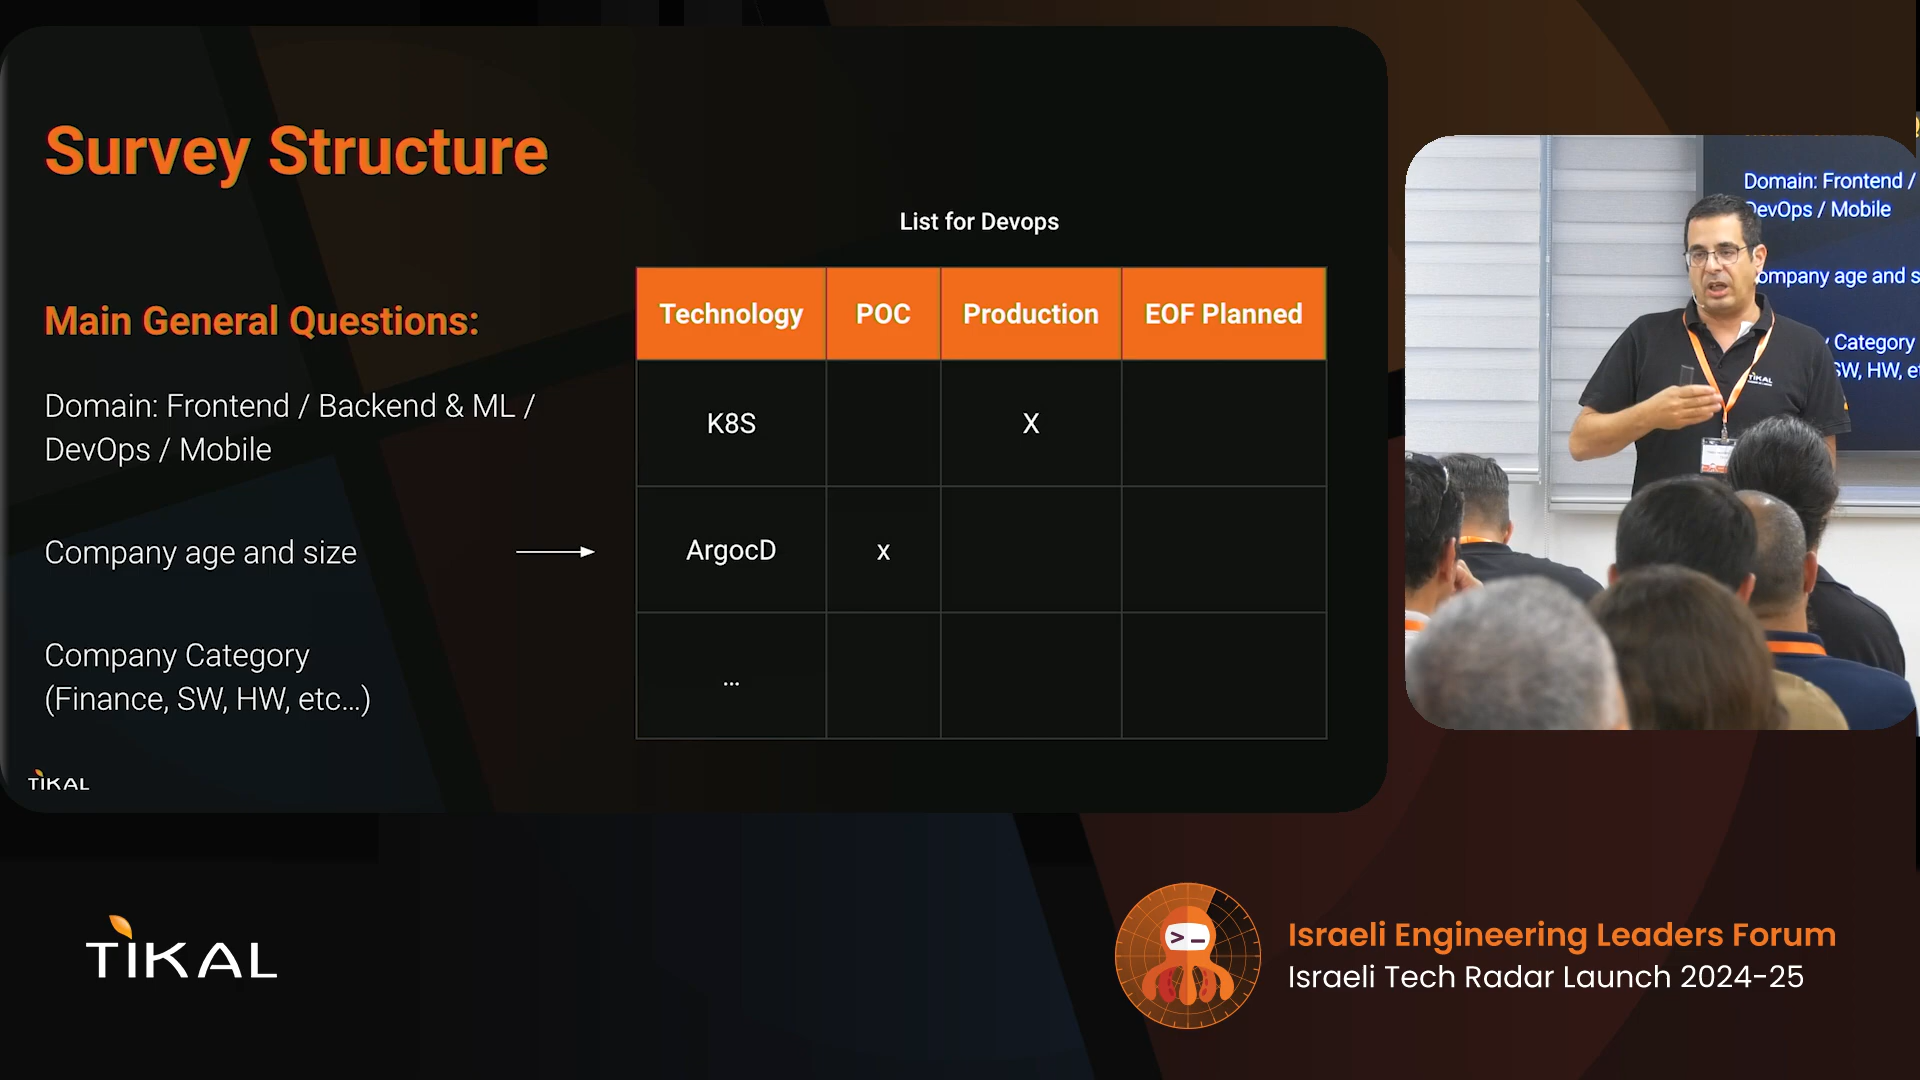 Survey Structure
Main General Questions:
Domain: Frontend / Backend & ML /
DevOps / Mobile
Company age and size
Company Category
(Finance, SW, HW, etc...)
TIKAL
List for Devops
Technology POC Production EOF Planned
K8S X
ArgocD x
...
Domain: Frontend /
DevOps / Mobile
ompany age and s
Category
SW, HW, et
TIKAL
TIKAL
>_
Israeli Engineering Leaders Forum
Israeli Tech Radar Launch 2024-25